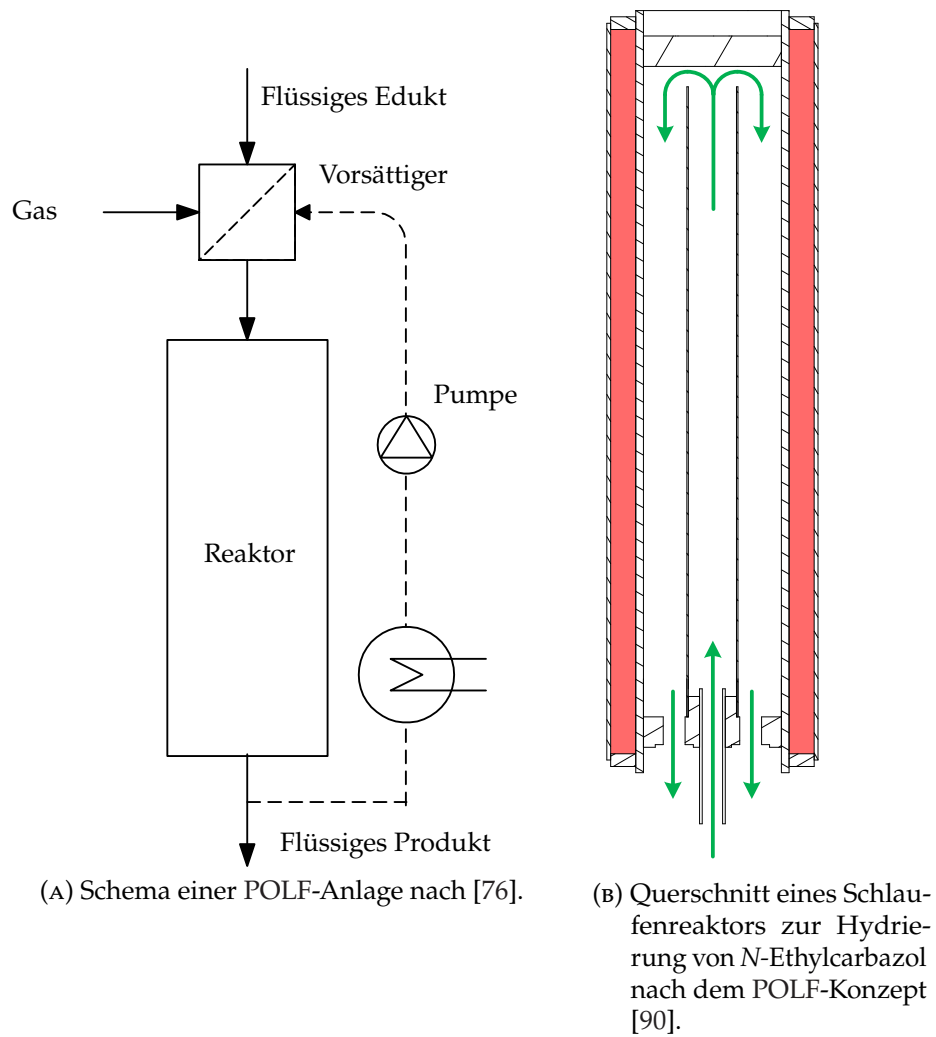 Flüssiges Edukt
Vorsättiger
Gas
Pumpe
Reaktor
Flüssiges Produkt
(A) Schema einer POLF-Anlage nach [76].
(B) Querschnitt eines Schlau-
fenreaktors zur Hydrie-
rung von N-Ethylcarbazol
nach dem POLF-Konzept
[90].